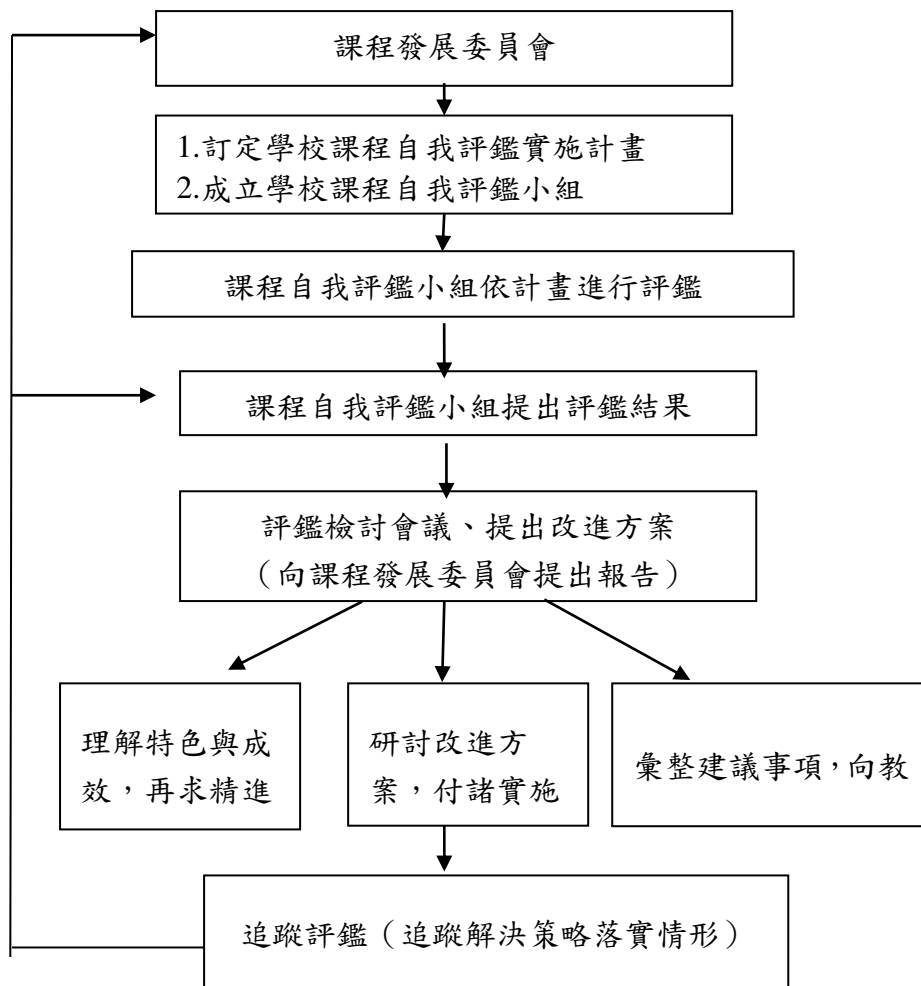 課程發展委員會
1.訂定學校課程自我評鑑實施計畫
2.成立學校課程自我評鑑小組
課程自我評鑑小組依計畫進行評鑑
課程自我評鑑小組提出評鑑結果
評鑑檢討會議、提出改進方案
（向課程發展委員會提出報告）
理解特色與成
效，再求精進
研討改進方
案，付諸實施
彙整建議事項，向教
追蹤評鑑（追蹤解決策略落實情形）